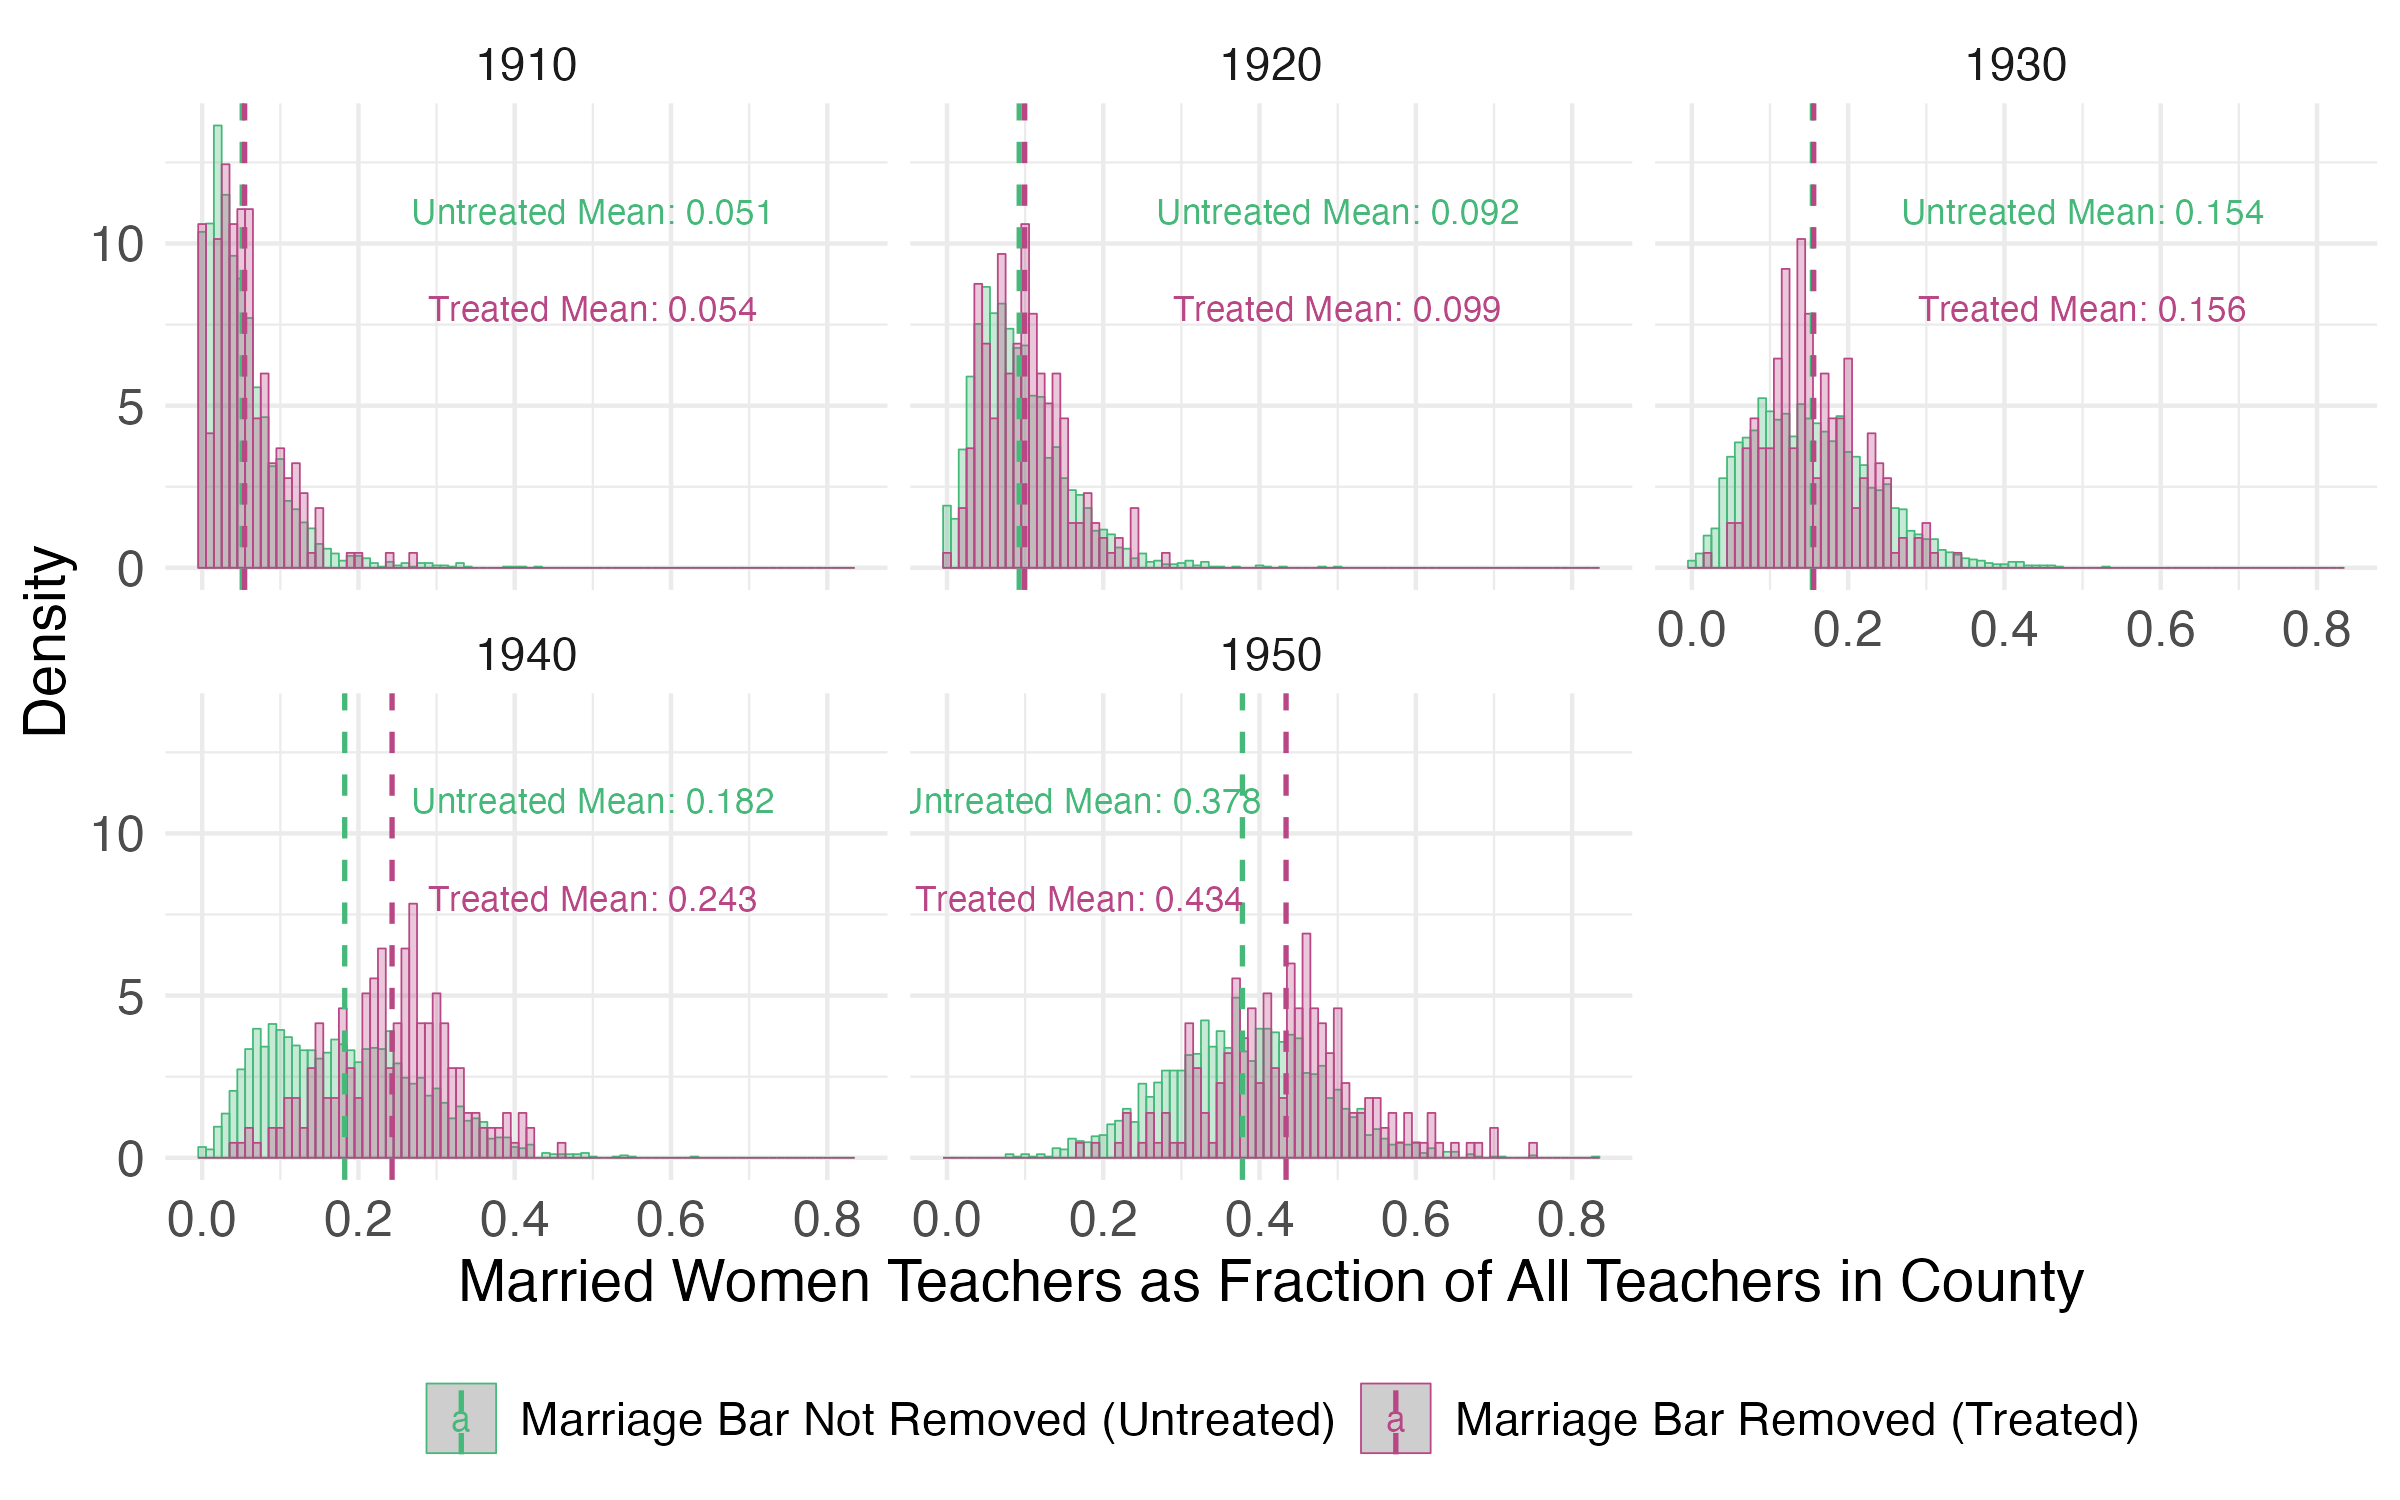 1910
1920
1930
Untreated Mean: 0.051
Treated Mean: 0.054
Untreated Mean: 0.092
Treated Mean: 0.099
Untreated Mean: 0.154
Treated Mean: 0.156
10
5
0
0.0 0.2 0.4 0.6 0.8
Density
1940
1950
Untreated Mean: 0.182
Treated Mean: 0.243
Untreated Mean: 0.378
Treated Mean: 0.434
10
5
0
0.0 0.2 0.4 0.6 0.8
0.0 0.2 0.4 0.6 0.8
Married Women Teachers as Fraction of All Teachers in County
a Marriage Bar Not Removed (Untreated)
a Marriage Bar Removed (Treated)